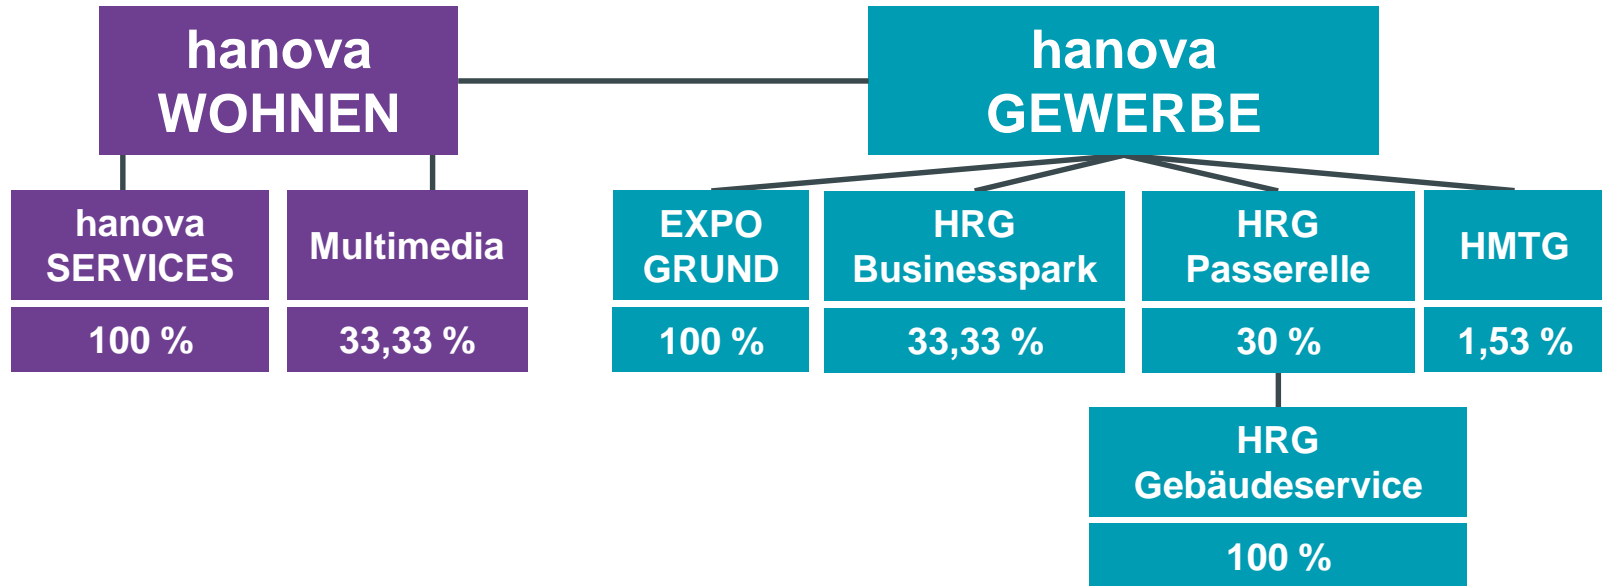 hanova
WOHNEN
hanova
GEWERBE
hanova
SERVICES
100 %
Multimedia
33,33 %
EXPO
GRUND
100 %
HRG
Businesspark
33,33 %
HRG
Passerelle
30 %
HMTG
1,53 %
HRG
Gebäudeservice
100 %